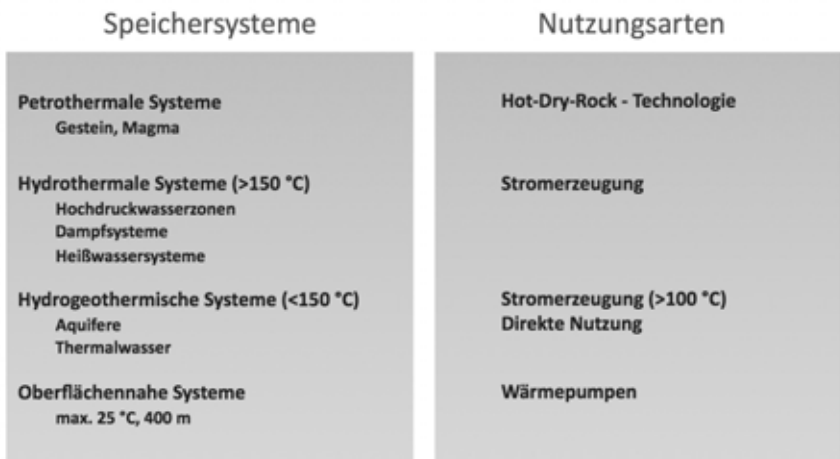 Speichersysteme
Nutzungsarten
Petrothermale Systeme
Gestein, Magma
Hot-Dry-Rock - Technologie
Hydrothermale Systeme (>150 °C)
Hochdruckwasserzonen
Dampfsysteme
Heißwassersysteme
Stromerzeugung
Hydrogeothermische Systeme (<150 °C)
Aquifere
Thermalwasser
Stromerzeugung (>100 °C)
Direkte Nutzung
Oberflächennahe Systeme
max. 25 °C, 400 m
Wärmepumpen